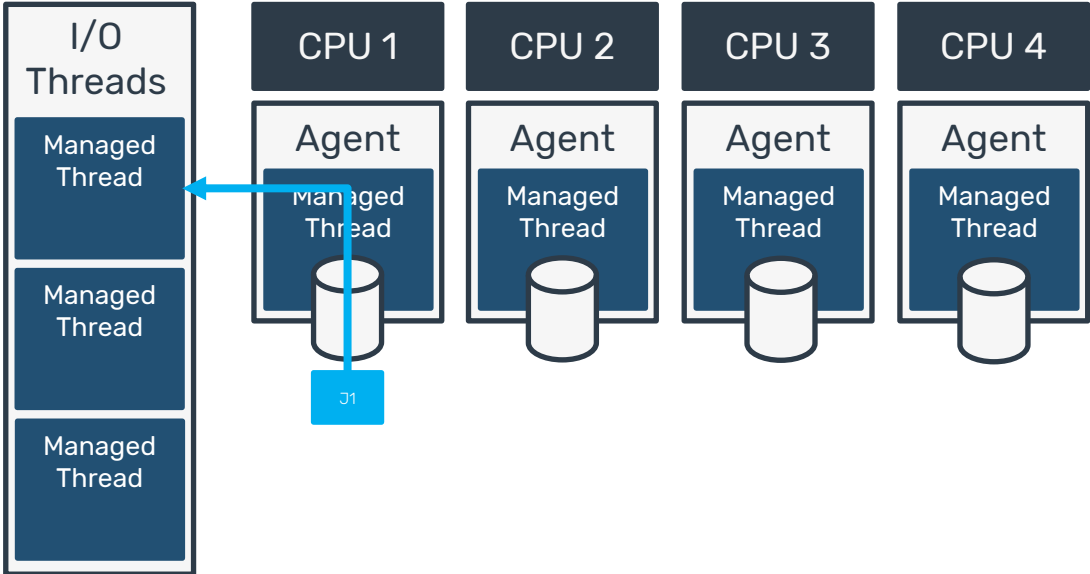 I/O
Threads
Managed
Thread
Managed
Thread
Managed
Thread
CPU 1
Agent
Managed
Thread
J1
CPU 2
Agent
Managed
Thread
CPU 3
Agent
Managed
Thread
CPU 4
Agent
Managed
Thread